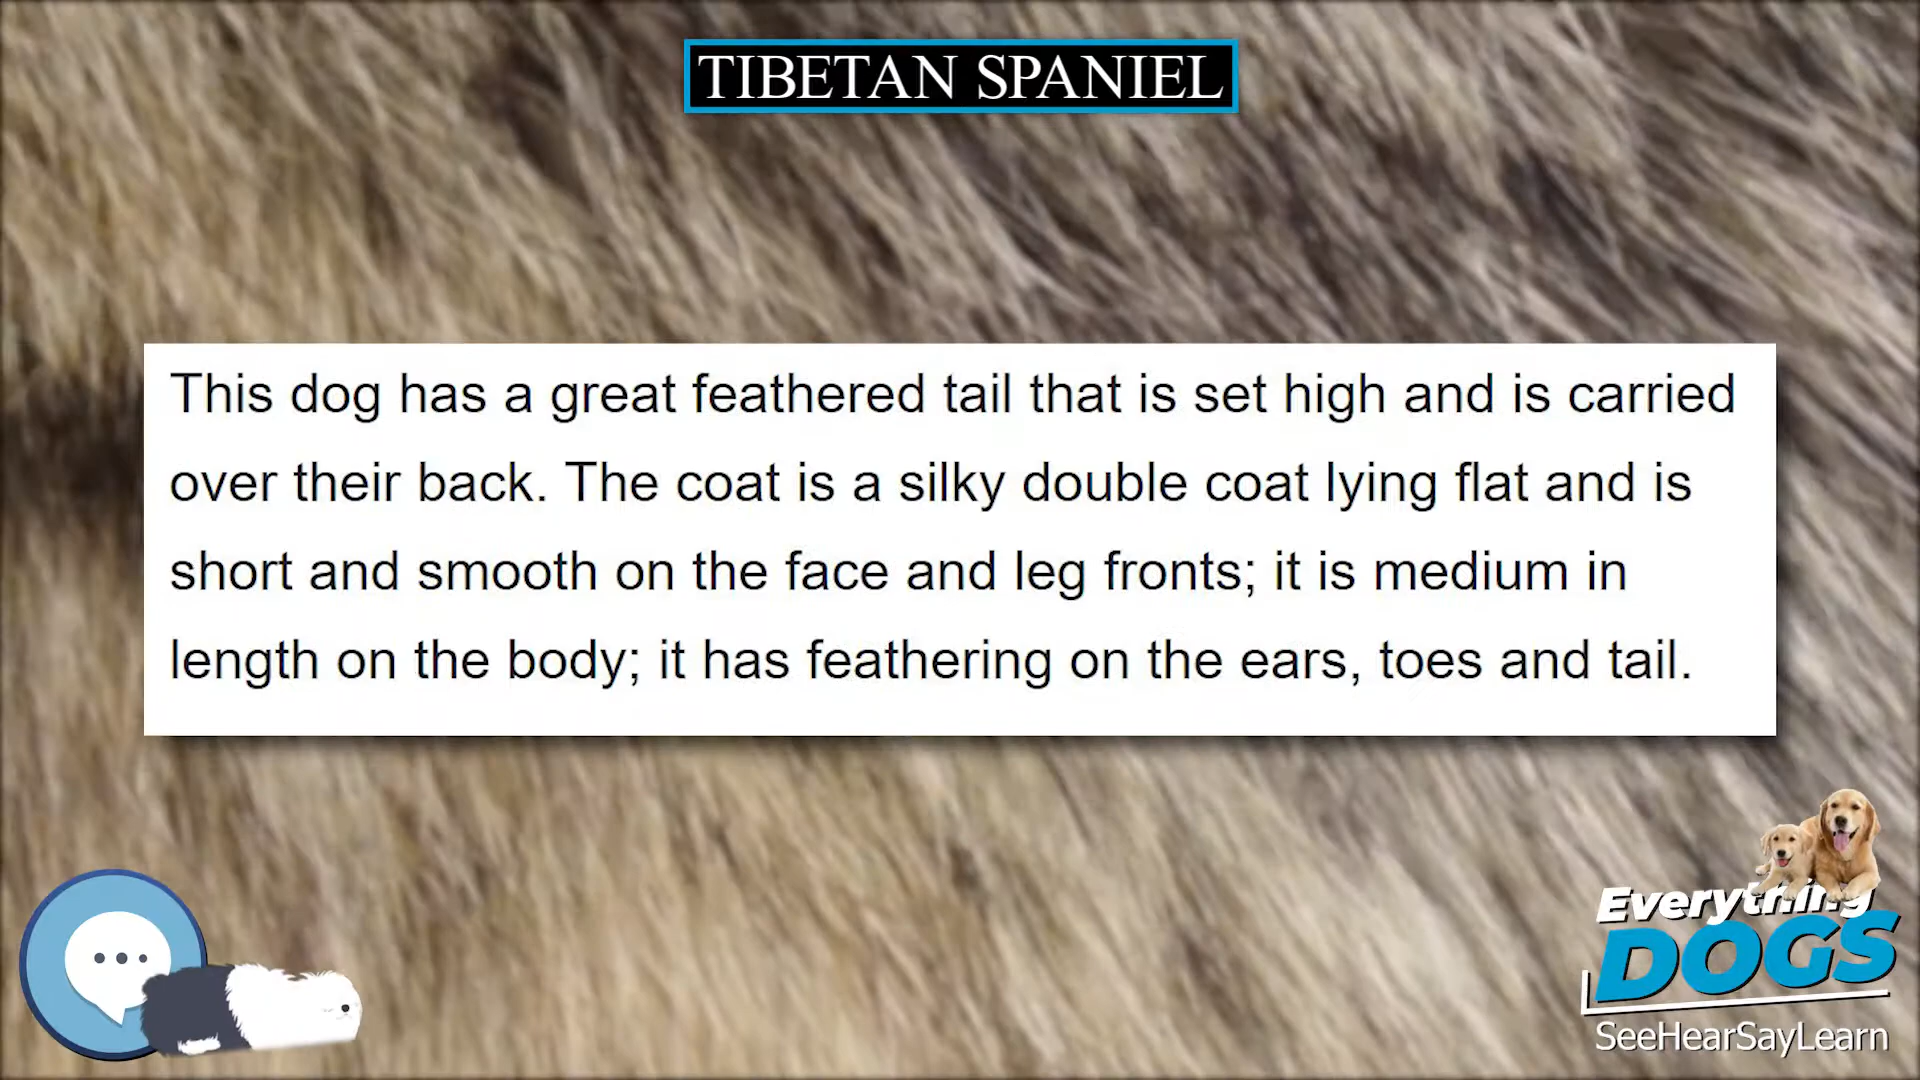 TIBETAN SPANIEL
This dog has a great feathered tail that is set high and is carried
over their back. The coat is a silky double coat lying flat and is
short and smooth on the face and leg fronts; it is medium in
length on the body; it has feathering on the ears, toes and tail.
Everything
DOGS
SeeHearSayLearn